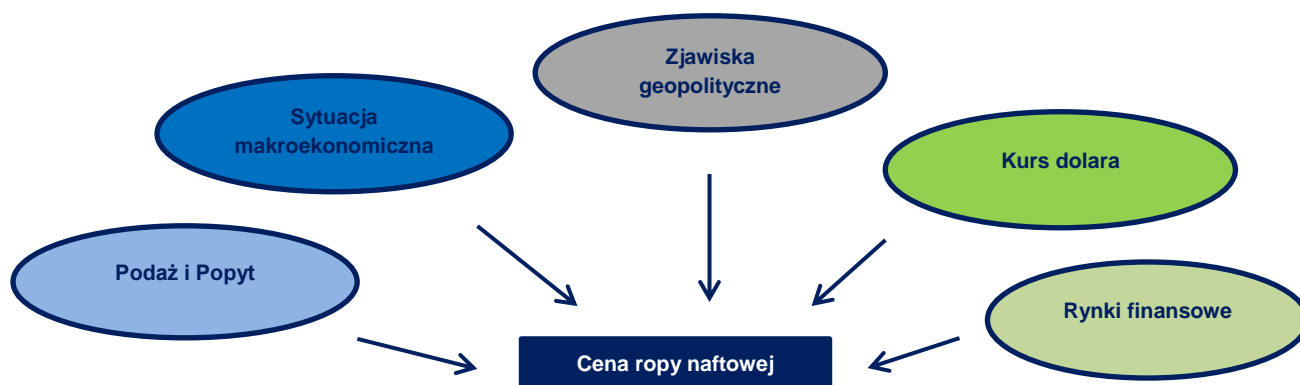 Zjawiska
geopolityczne
Sytuacja
makroekonomiczna
Kurs dolara
Podaż i Popyt
Rynki finansowe
Cena ropy naftowej